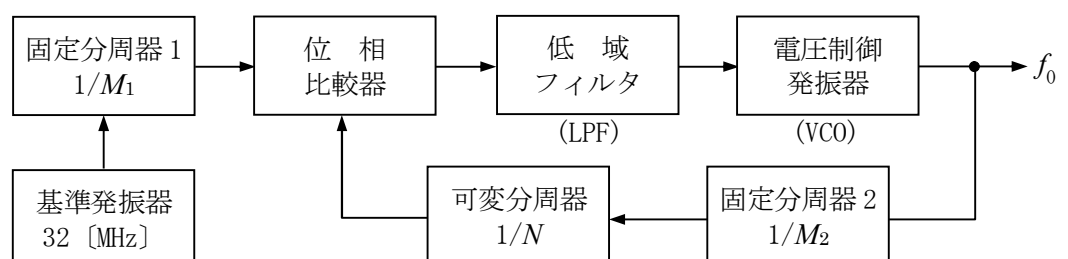 固定分周器 1
1/M1
位 相
比較器
低 域
フィルタ
(LPF)
電圧制御
発振器
(VCO)
f0
基準発振器
32〔MHz〕
可変分周器
1/N
固定分周器 2
1/M2